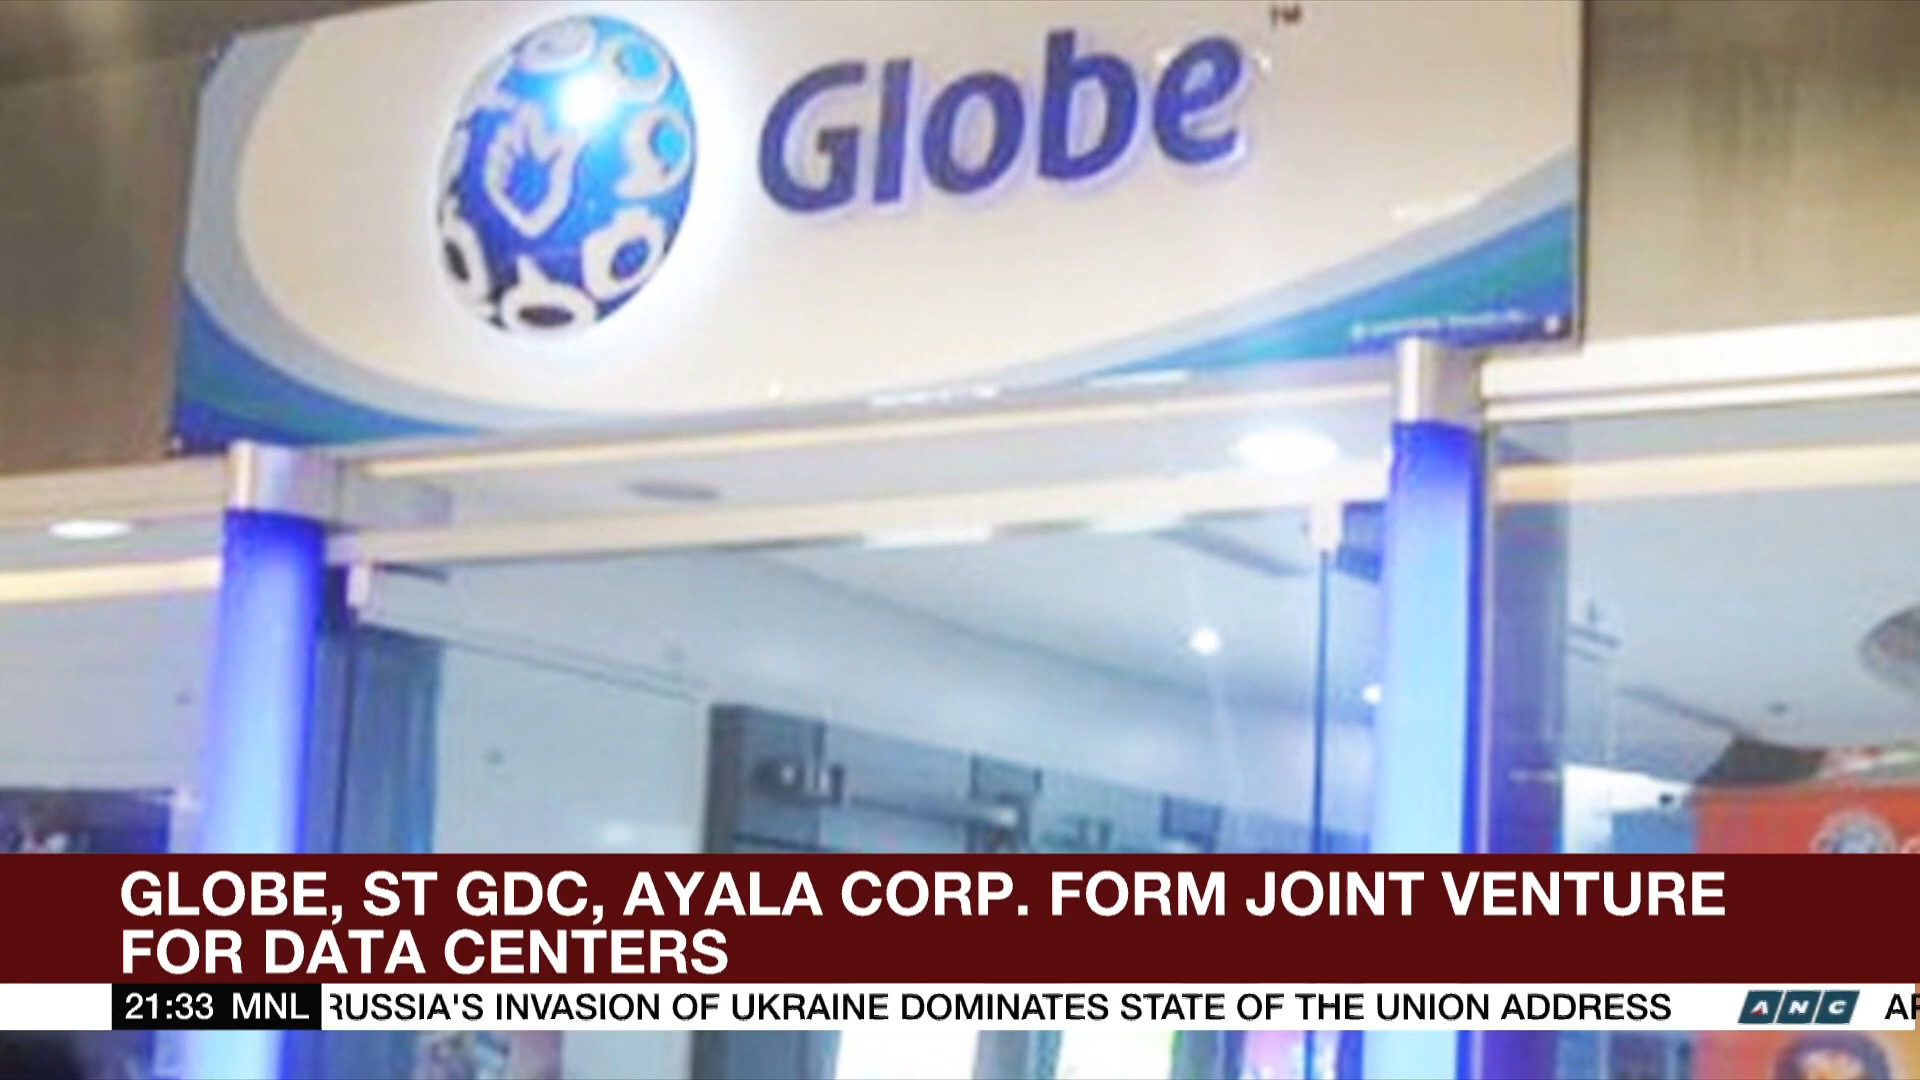 Globe
TM
GLOBE, ST GDC, AYALA CORP. FORM JOINT VENTURE
FOR DATA CENTERS
21:33 MNL
RUSSIA'S INVASION OF UKRAINE DOMINATES STATE OF THE UNION ADDRESS
ANC